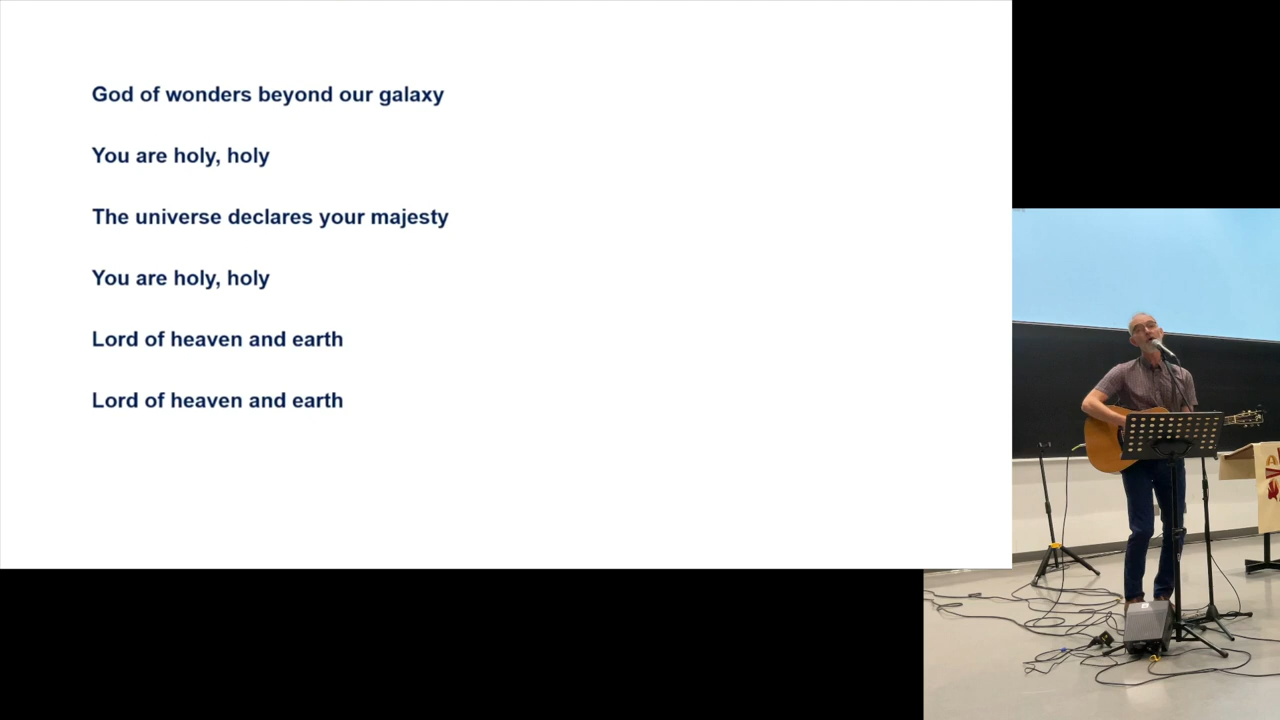 God of wonders beyond our galaxy
You are holy, holy
The universe declares your majesty
You are holy, holy
Lord of heaven and earth
Lord of heaven and earth